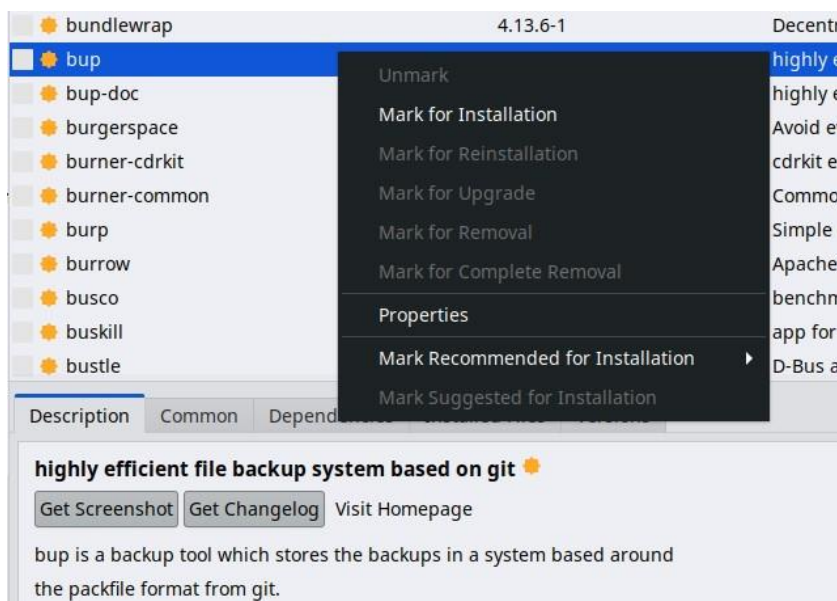 bundlewrap 4.13.6-1 Decentr
bup highly e
bup-doc highly e
burgerspace Avoid e
burner-cdrkit cdrkit e
burner-common Commo
burp Simple
burrow Apache
busco benchm
buskill app for
bustle D-Bus a
Unmark
Mark for Installation
Mark for Reinstallation
Mark for Upgrade
Mark for Removal
Mark for Complete Removal
Properties
Mark Recommended for Installation
Mark Suggested for Installation
Description Common
highly efficient file backup system based on git
Get Screenshot Get Changelog Visit Homepage
bup is a backup tool which stores the backups in a system based around
the packfile format from git.